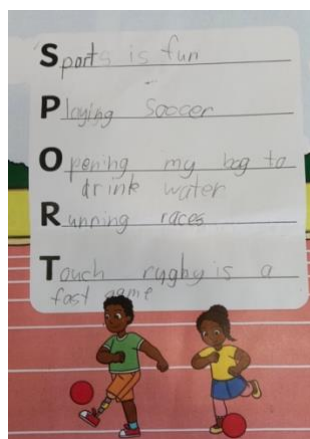 Sports is fun
Playing Soccer
Opening my bag to
drink water
Running races
Touch rugby is a
fast game